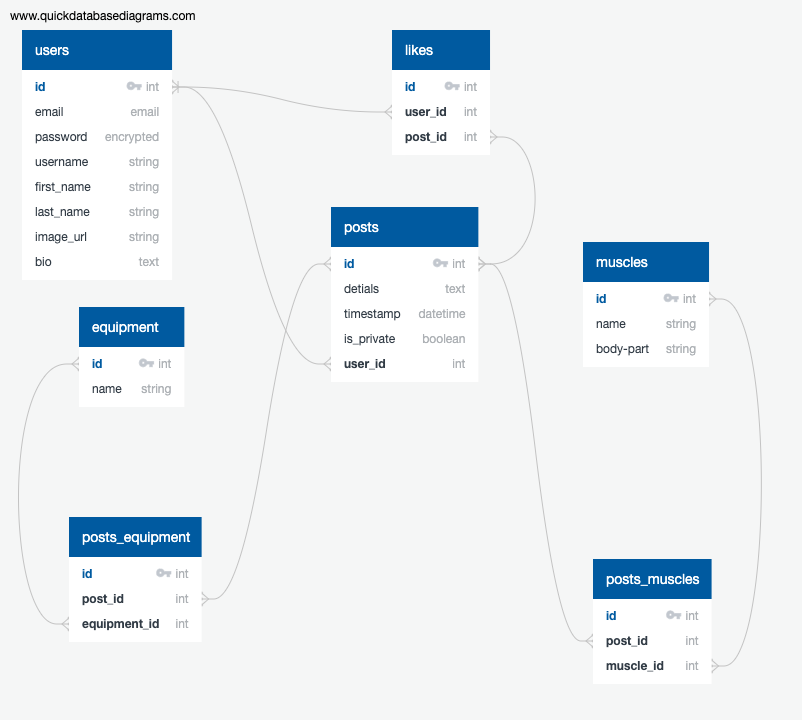 www.quickdatabasediagrams.com
users
id int
email email
password encrypted
username string
first_name string
last_name string
image_url string
bio text
likes
id int
user_id int
post_id int
posts
id int
detials text
timestamp datetime
is_private boolean
user_id int
muscles
id int
name string
body-part string
equipment
id int
name string
posts_equipment
id int
post_id int
equipment_id int
posts_muscles
id int
post_id int
muscle_id int